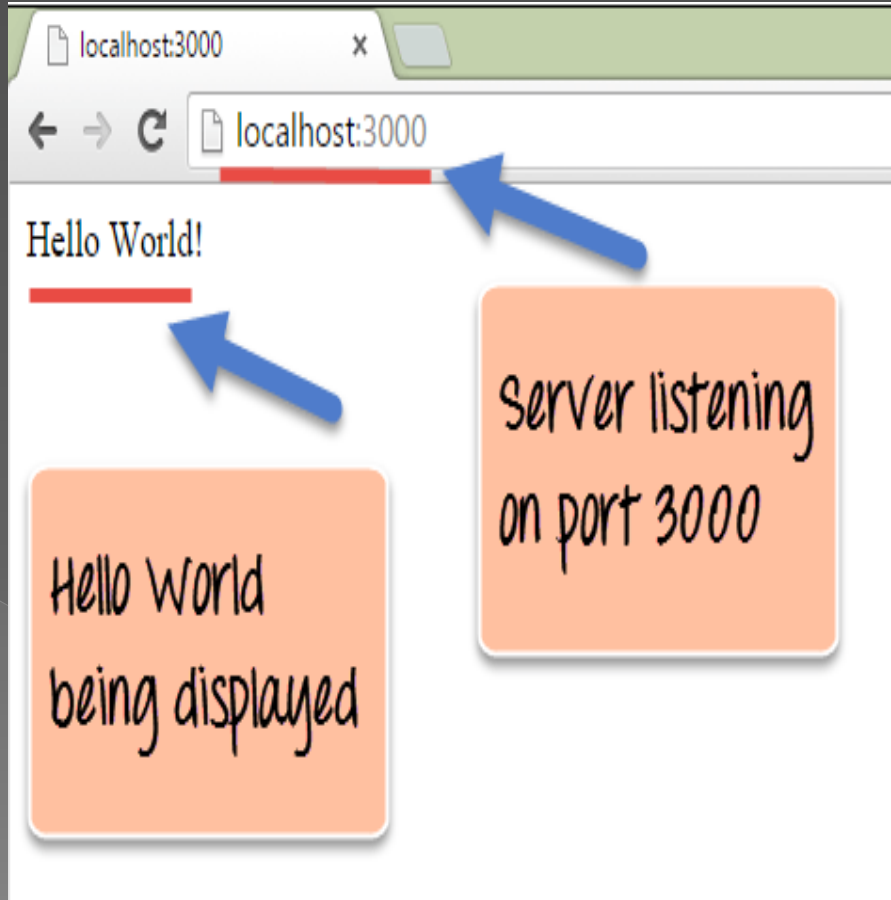 localhost:3000
localhost:3000
Hello World!
Server listening
on port 3000
Hello World
being displayed